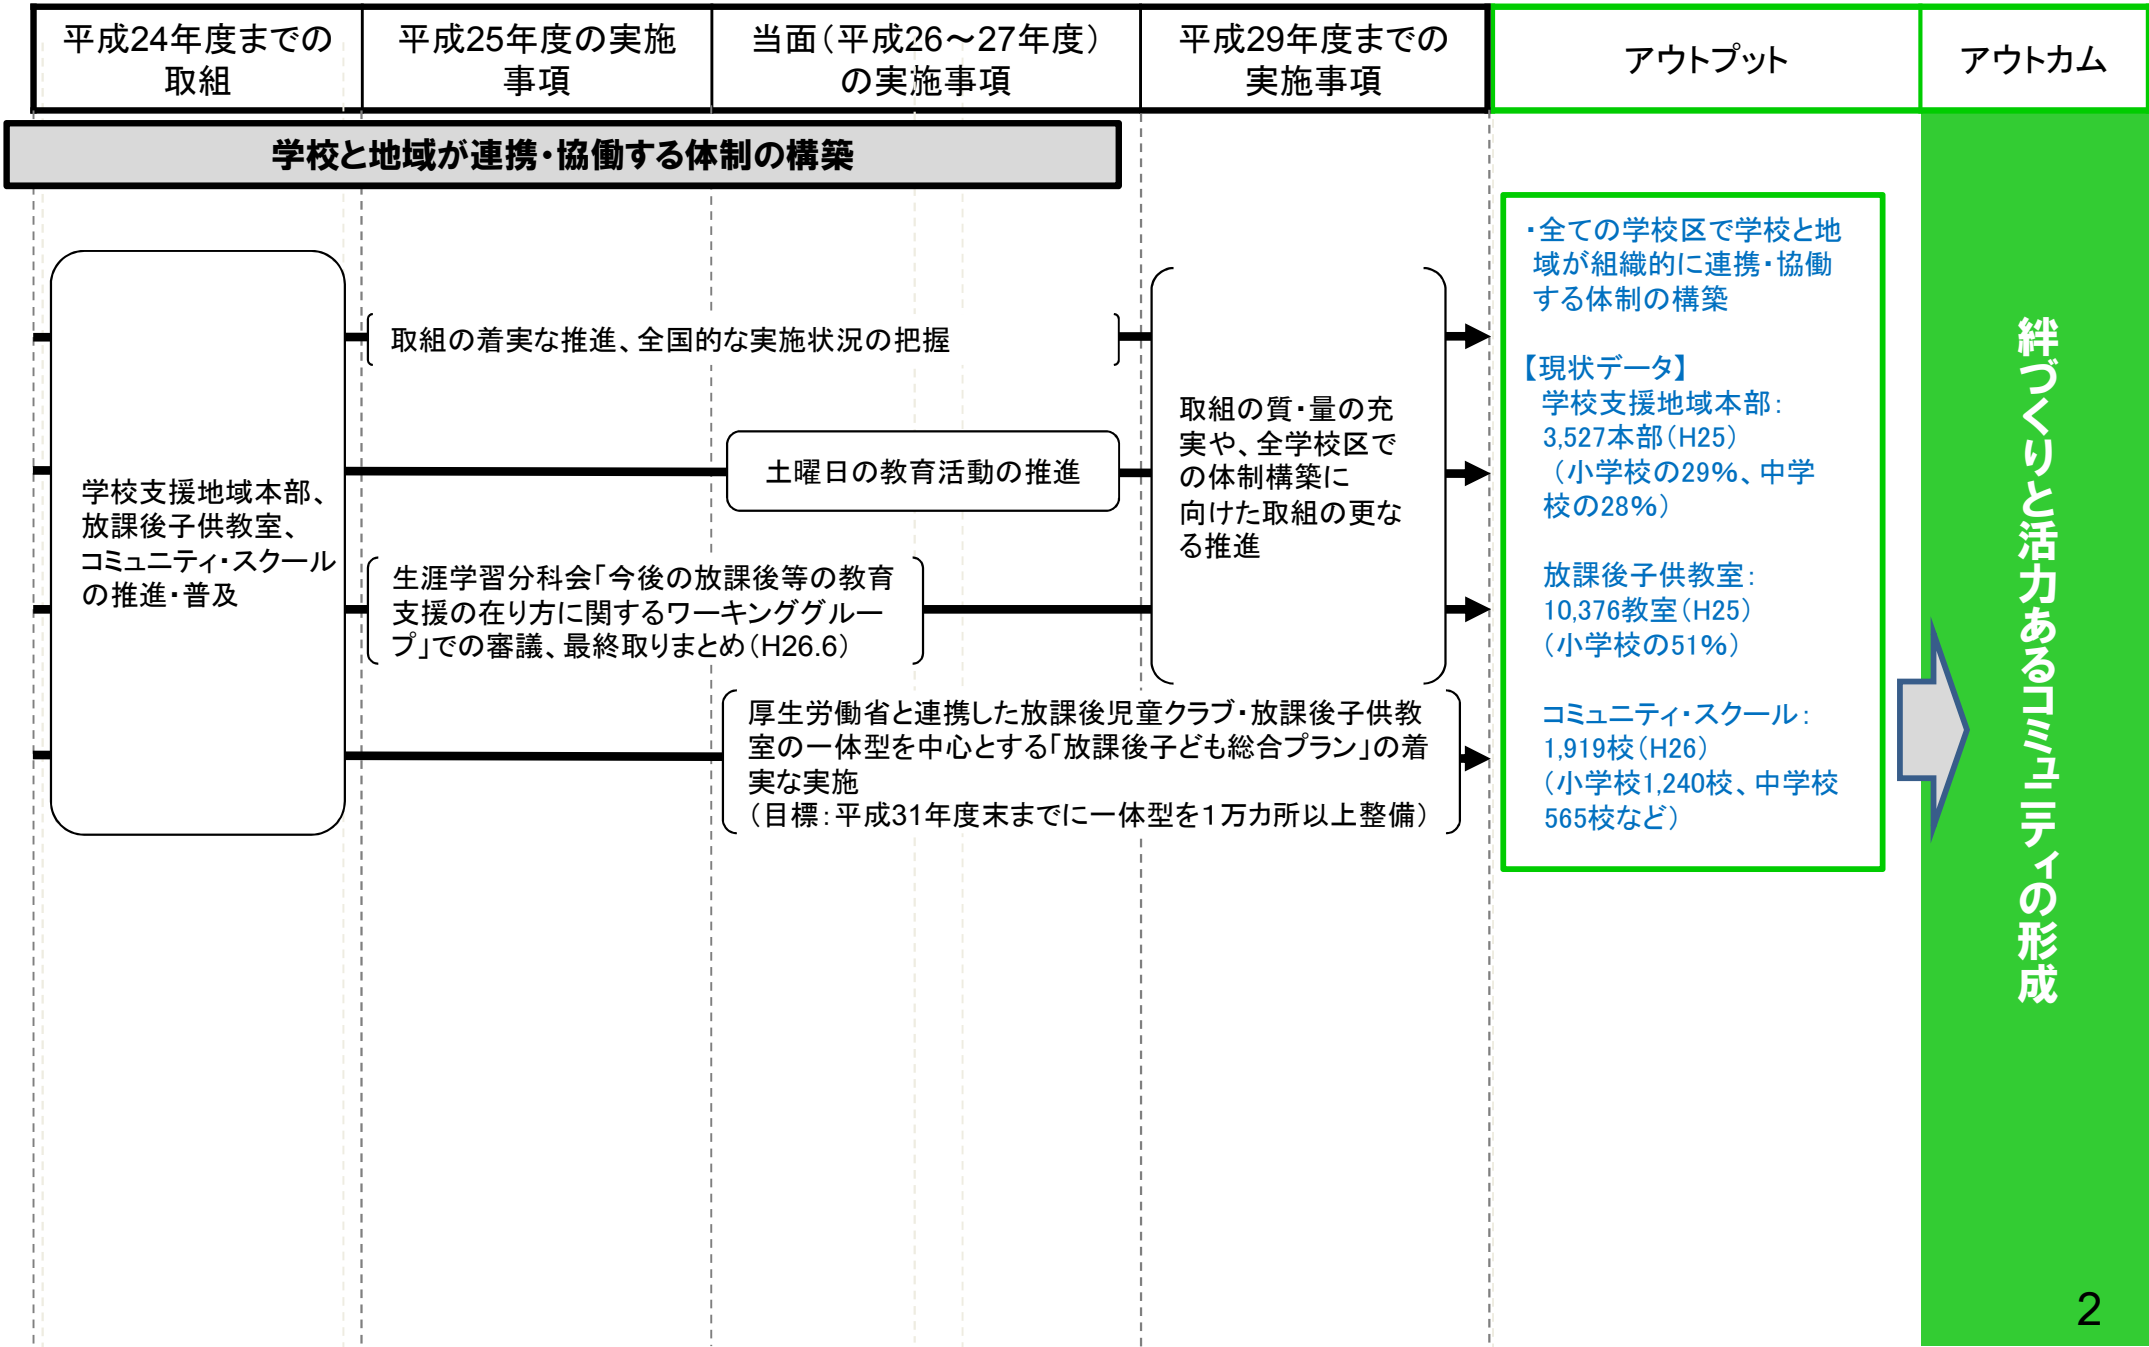 平成24年度までの
取組
平成25年度の実施
事項
当面（平成26～27年度）
の実施事項
平成29年度までの
実施事項
アウトプット
アウトカム
学校と地域が連携・協働する体制の構築
学校支援地域本部、
放課後子供教室、
コミュニティ・スクール
の推進・普及
取組の着実な推進、全国的な実施状況の把握
土曜日の教育活動の推進
生涯学習分科会「今後の放課後等の教育
支援の在り方に関するワーキンググルー
プ」での審議、最終取りまとめ（H26.6）
厚生労働省と連携した放課後児童クラブ・放課後子供教
室の一体型を中心とする「放課後子ども総合プラン」の着
実な実施
（目標：平成31年度末までに一体型を１万カ所以上整備）
取組の質・量の充
実や、全学校区で
の体制構築に
向けた取組の更な
る推進
・全ての学校区で学校と地
域が組織的に連携・協働
する体制の構築
【現状データ】
学校支援地域本部：
3,527本部（H25）
（小学校の29％、中学
校の28％）
放課後子供教室：
10,376教室（H25）
（小学校の51％）
コミュニティ・スクール：
1,919校（H26）
（小学校1,240校、中学校
565校など）
絆づくりと活力あるコミュニティの形成
2